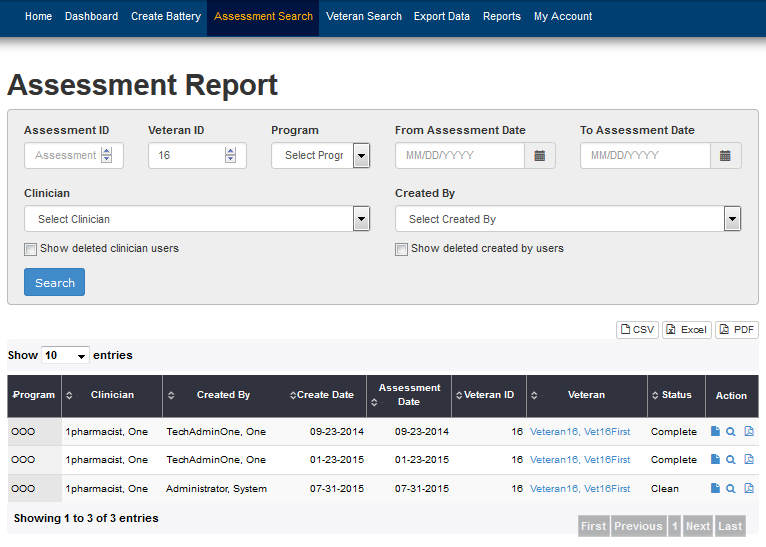 Home Dashboard Create Battery Assessment Search Veteran Search Export Data Reports My Account
Assessment Report
Assessment ID Veteran ID Program From Assessment Date To Assessment Date
Assessment 16 Select Progr MM/DD/YYYY MM/DD/YYYY
Clinician Created By
Select Clinician Select Created By
Show deleted clinician users Show deleted created by users
Search
CSV Excel PDF
Show 10 entries
Program Clinician Created By Create Date Assessment Date Veteran ID Veteran Status Action
OOO 1pharmacist, One TechAdminOne, One 09-23-2014 09-23-2014 16 Veteran16, Vet16First Complete
OOO 1pharmacist, One TechAdminOne, One 01-23-2015 01-23-2015 16 Veteran16, Vet16First Complete
OOO 1pharmacist, One Administrator, System 07-31-2015 07-31-2015 16 Veteran16, Vet16First Clean
Showing 1 to 3 of 3 entries
First Previous 1 Next Last